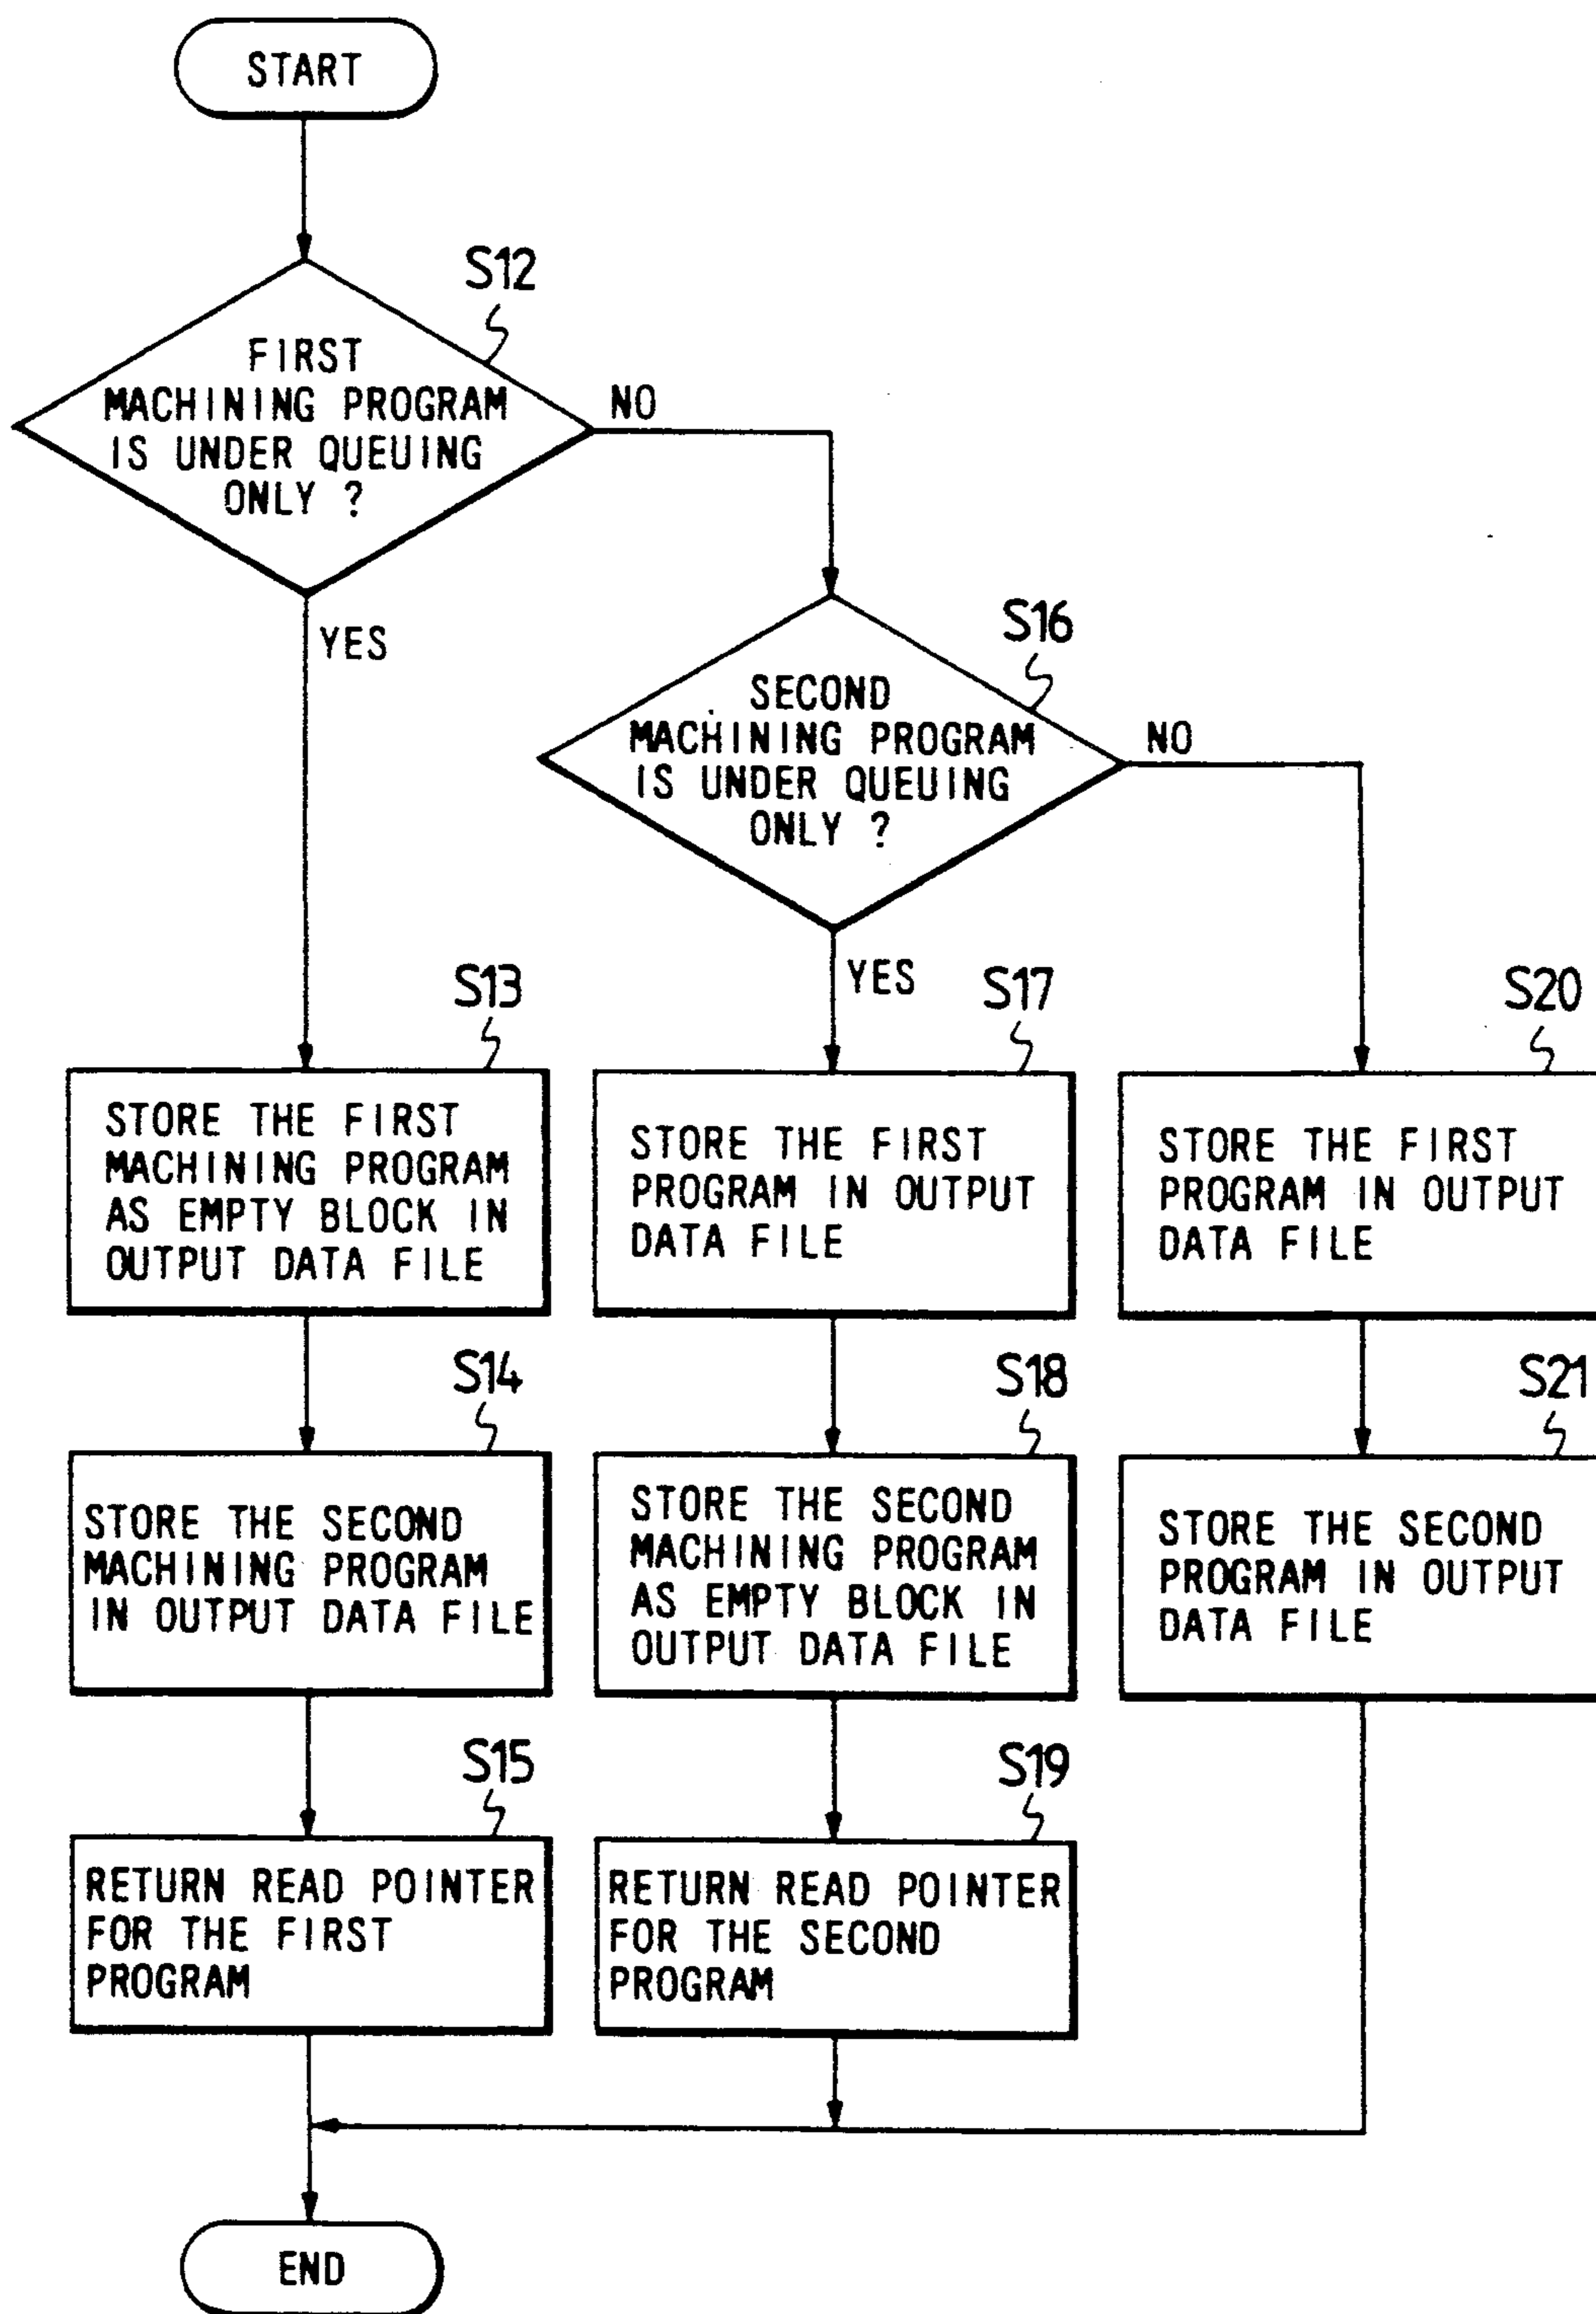 START
S12
FIRST
MACHINING PROGRAM
IS UNDER QUEUING
ONLY ?
NO
YES
S16
SECOND
MACHINING PROGRAM
IS UNDER QUEUING
ONLY ?
NO
YES
S13
STORE THE FIRST
MACHINING PROGRAM
AS EMPTY BLOCK IN
OUTPUT DATA FILE
S17
STORE THE FIRST
PROGRAM IN OUTPUT
DATA FILE
S20
STORE THE FIRST
PROGRAM IN OUTPUT
DATA FILE
S14
STORE THE SECOND
MACHINING PROGRAM
IN OUTPUT DATA FILE
S18
STORE THE SECOND
MACHINING PROGRAM
AS EMPTY BLOCK IN
OUTPUT DATA FILE
S21
STORE THE SECOND
PROGRAM IN OUTPUT
DATA FILE
S15
RETURN READ POINTER
FOR THE FIRST
PROGRAM
S19
RETURN READ POINTER
FOR THE SECOND
PROGRAM
END